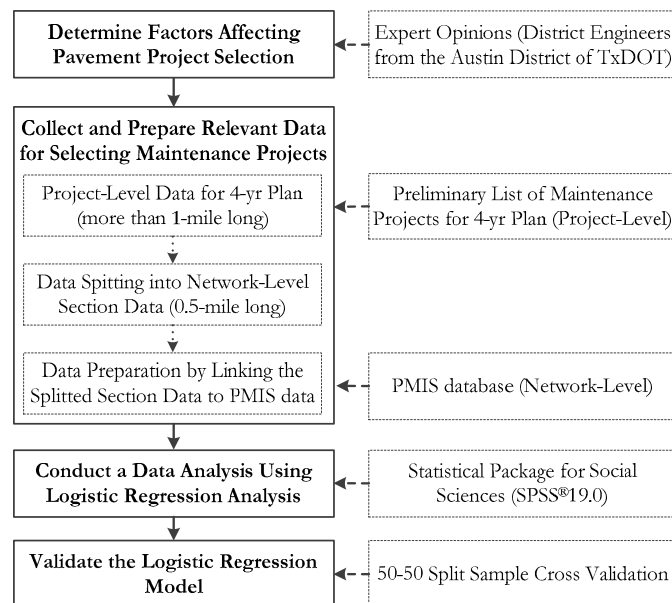 Determine Factors Affecting
Pavement Project Selection
Expert Opinions (District Engineers
from the Austin District of TxDOT)
Collect and Prepare Relevant Data
for Selecting Maintenance Projects
Project-Level Data for 4-yr Plan
(more than 1-mile long)
Preliminary List of Maintenance
Projects for 4-yr Plan (Project-Level)
Data Spitting into Network-Level
Section Data (0.5-mile long)
Data Preparation by Linking the
Splitted Section Data to PMIS data
PMIS database (Network-Level)
Conduct a Data Analysis Using
Logistic Regression Analysis
Statistical Package for Social
Sciences (SPSS®19.0)
Validate the Logistic Regression
Model
50-50 Split Sample Cross Validation